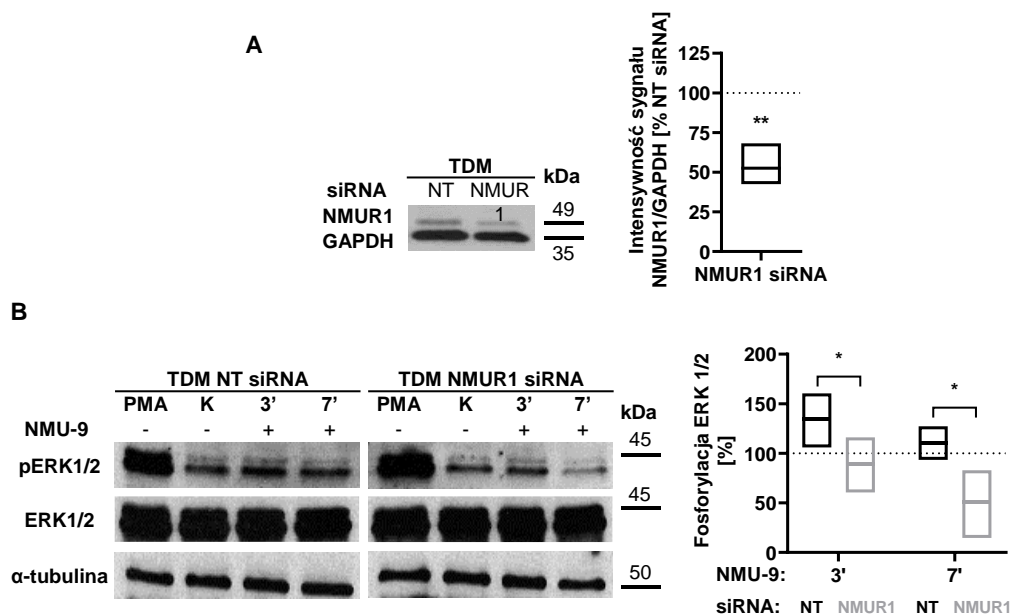 A
TDM
kDa
siRNA NT NMUR
1
NMUR1 49
GAPDH 35
Intensywność sygnału
NMUR1/GAPDH [% NT siRNA]
125
100
75
50
25
0
**
NMUR1 siRNA
B
TDM NT siRNA TDM NMUR1 siRNA
PMA K 3' 7' PMA K 3' 7' kDa
NMU-9 - - + + - - + +
pERK1/2 45
ERK1/2 45
α-tubulina 50
Fosforylacja ERK 1/2
[%]
200
150
100
50
0
*
*
NMU-9: 3' 7'
siRNA: NT NMUR1 NT NMUR1